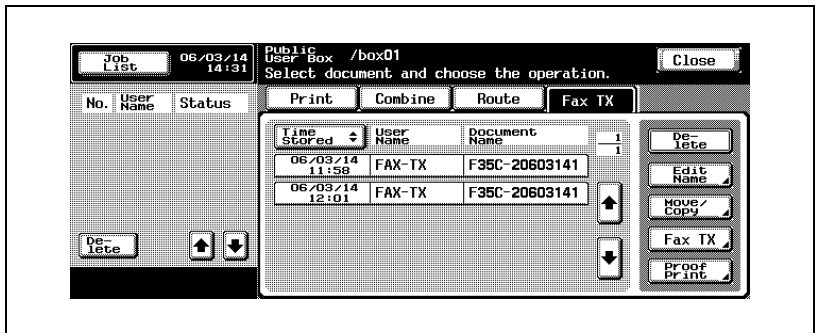 Job
List
06/03/14
14:31
Public
User Box /box01
Select document and choose the operation.
Close
No. User Name Status
Print Combine Route Fax TX
Time
Stored
User
Name
Document
Name
1
1
06/03/14
11:58
FAX-TX
F35C-20603141
06/03/14
12:01
FAX-TX
F35C-20603141
De-
lete
Edit
Name
Move/
Copy
Fax TX
Proof
Print
De-
lete